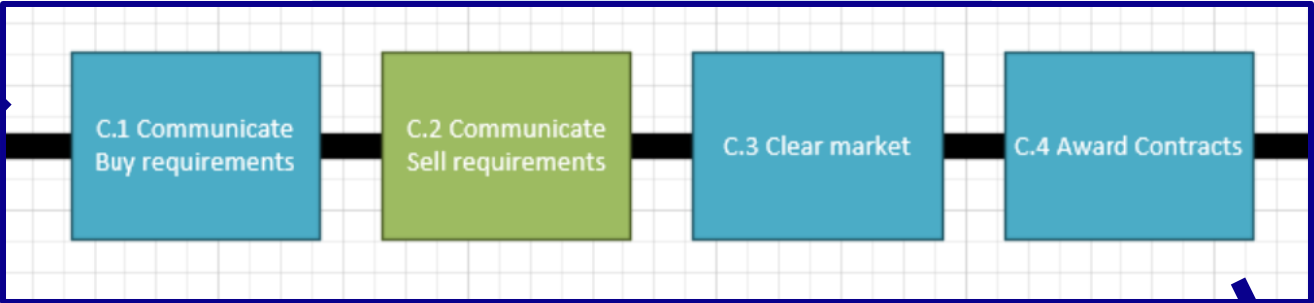 C.1 Communicate
Buy requirements
C.2 Communicate
Sell requirements
C.3 Clear market
C.4 Award Contracts